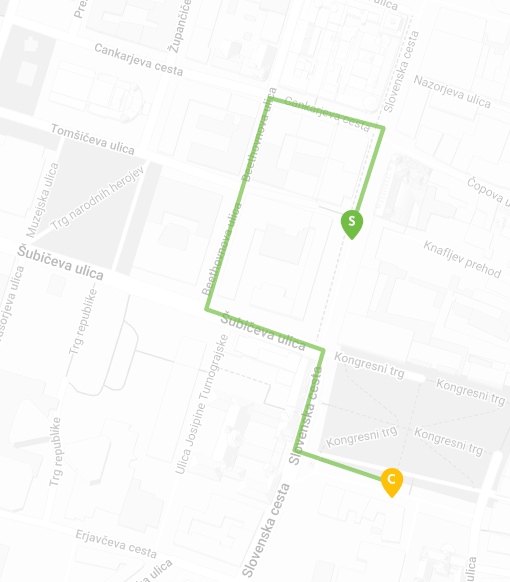 Cankarjeva cesta
Slovenska cesta
Nazorjeva ulica
Cankarjeva cesta
Beethovnova ulica
Tomšičeva ulica
Muzejska ulica
Trg narodnih herojev
Čopova
S
Beethovnova ulica
Knafljev prehod
Šubičeva ulica
Trg republike
Šubičeva ulica
Ulica Josipine Turnograjske
Kongresni trg
Kongresni trg
Slovenska cesta
Kongresni trg
Kongresni trg
Trg republike
C
Slovenska cesta
Erjavčeva cesta
ulica